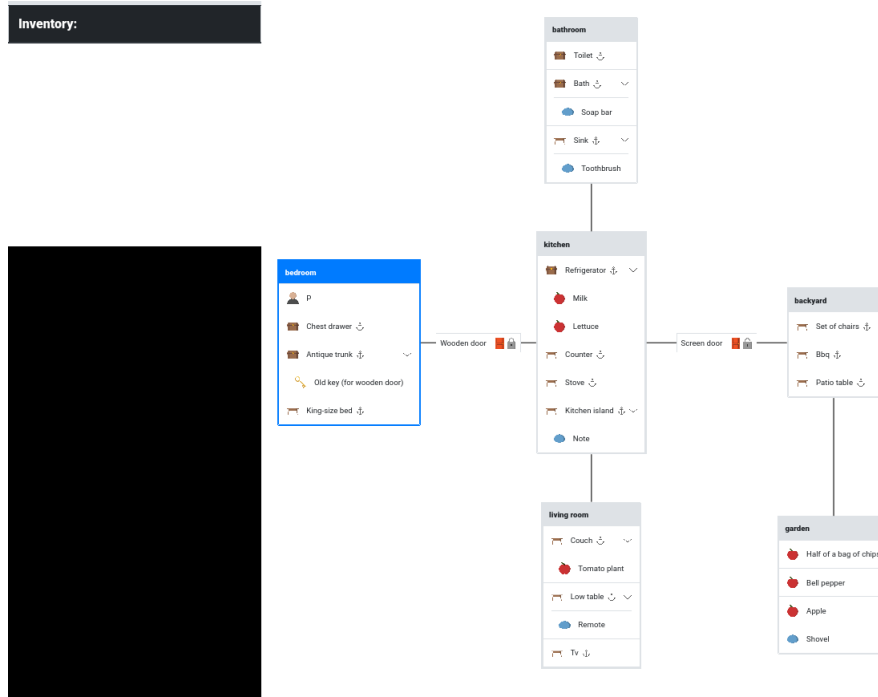 Inventory:
bathroom
Toilet
Bath
Soap bar
Sink
Toothbrush
kitchen
Refrigerator
Milk
Lettuce
Counter
Stove
Kitchen island
Note
bedroom
P
Chest drawer
Antique trunk
Old key (for wooden door)
King-size bed
Wooden door
Screen door
backyard
Set of chairs
Bbq
Patio table
living room
Couch
Tomato plant
Low table
Remote
Tv
garden
Half of a bag of chips
Bell pepper
Apple
Shovel